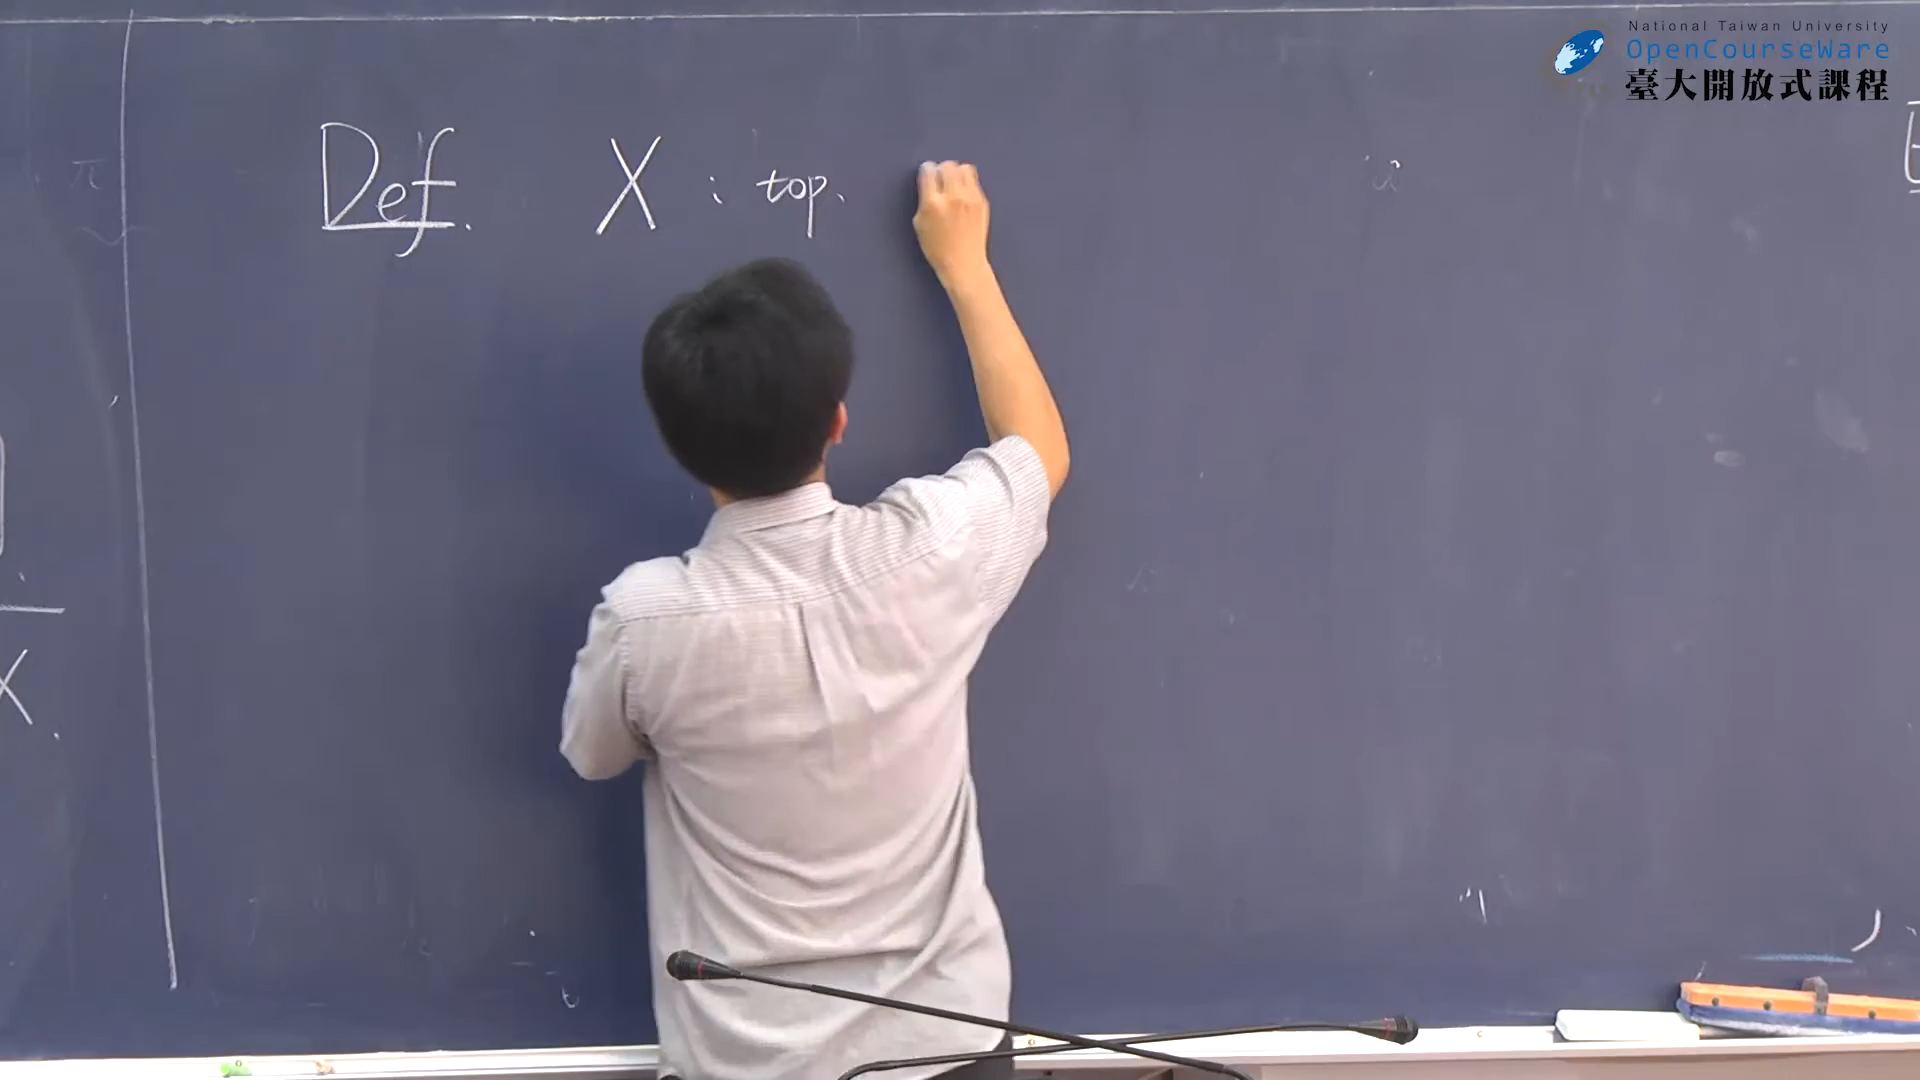 National Taiwan University
OpenCourseWare
臺大開放式課程
Def. X : top.
X.